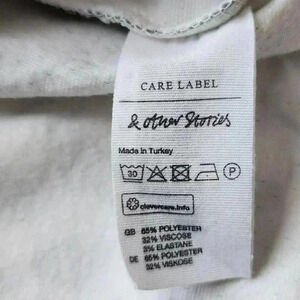 CARE LABEL
& other Stories
Made in Turkey
30 P
clevercare.info
GB 65% POLYESTER
32% VISCOSE
3% ELASTANE
DE 65% POLYESTER
32% VISKOSE